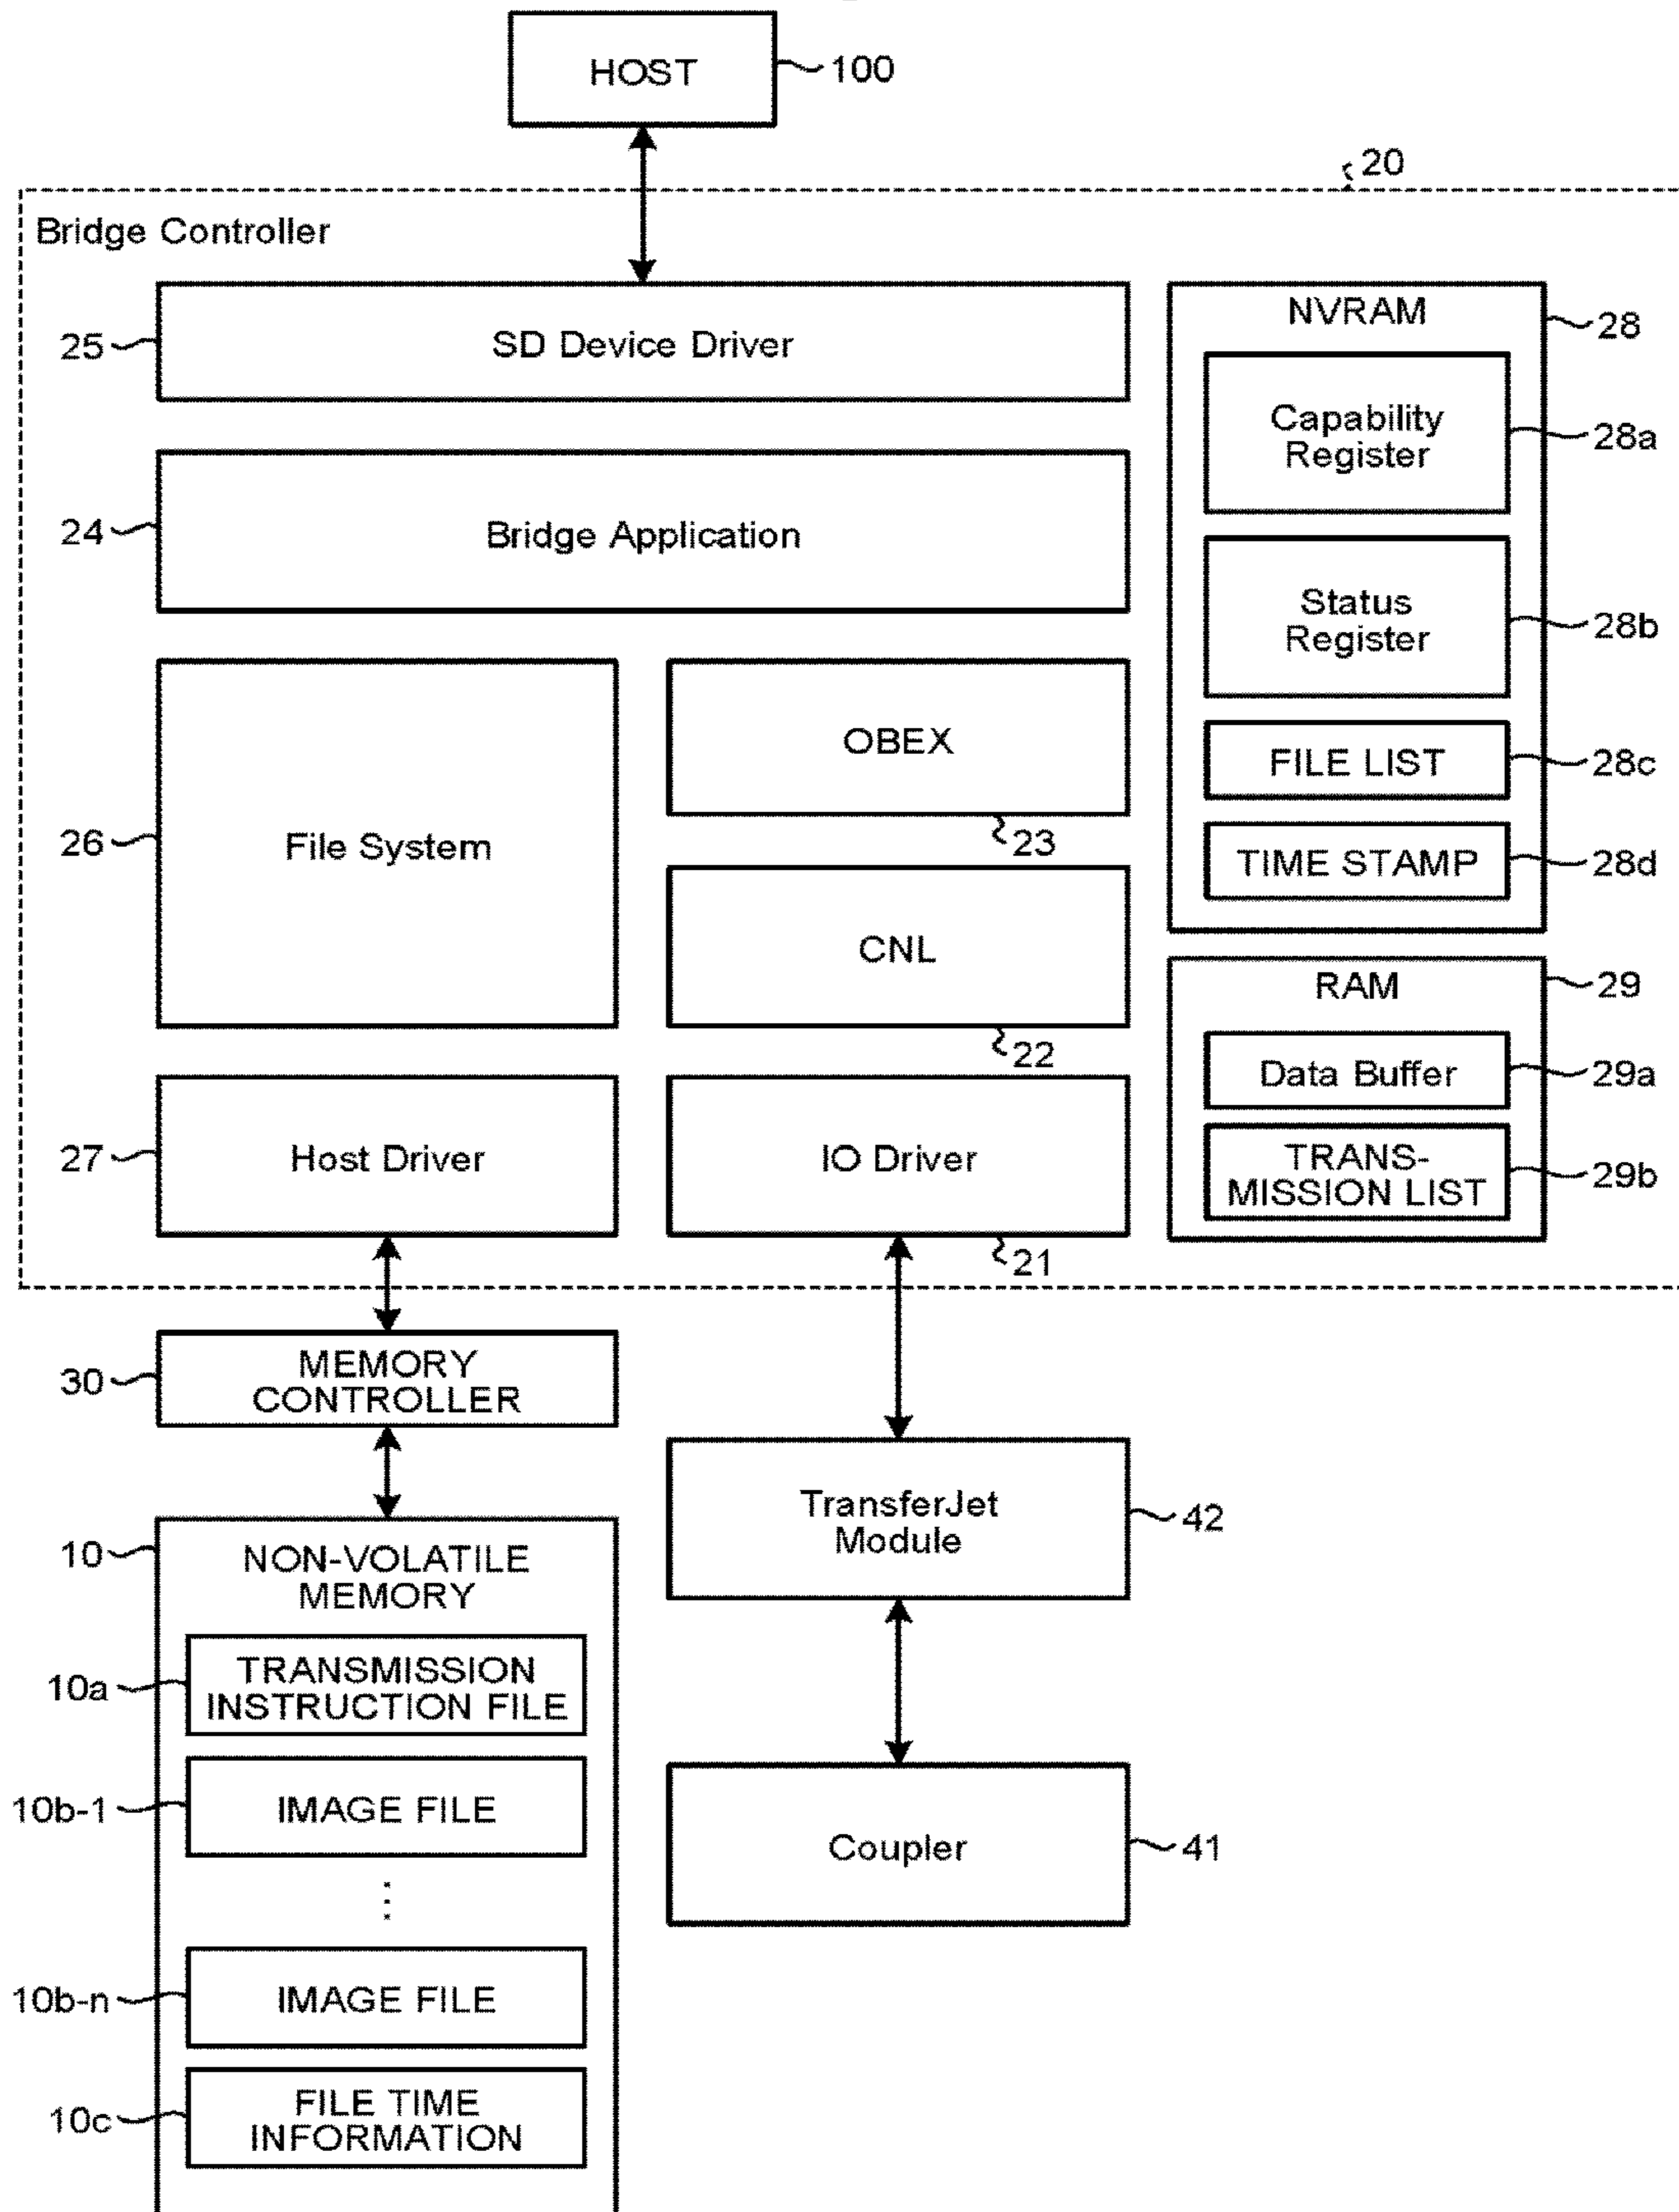 HOST
100
20
Bridge Controller
25
SD Device Driver
NVRAM
28
Capability
Register
28a
24
Bridge Application
Status
Register
28b
26
File System
OBEX
23
FILE LIST
28c
TIME STAMP
28d
CNL
22
RAM
29
Data Buffer
29a
27
Host Driver
IO Driver
21
TRANS-
MISSION LIST
29b
30
MEMORY
CONTROLLER
TransferJet
Module
42
10
NON-VOLATILE
MEMORY
10a
TRANSMISSION
INSTRUCTION FILE
10b-1
IMAGE FILE
Coupler
41
10b-n
IMAGE FILE
10c
FILE TIME
INFORMATION